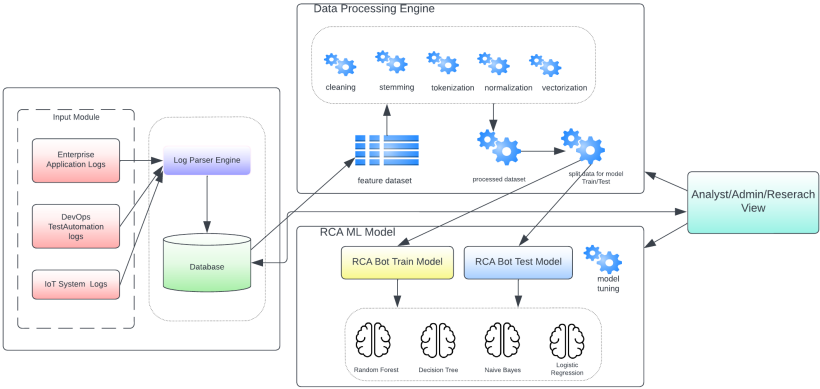 Data Processing Engine
cleaning
stemming
tokenization
normalization
vectorization
feature dataset
processed dataset
split data for model
Train/Test
Input Module
Enterprise
Application Logs
DevOps
TestAutomation
logs
IoT System Logs
Log Parser Engine
Database
Analyst/Admin/Reserach
View
RCA ML Model
RCA Bot Train Model
RCA Bot Test Model
model
tuning
Random Forest
Decision Tree
Naive Bayes
Logistic
Regression